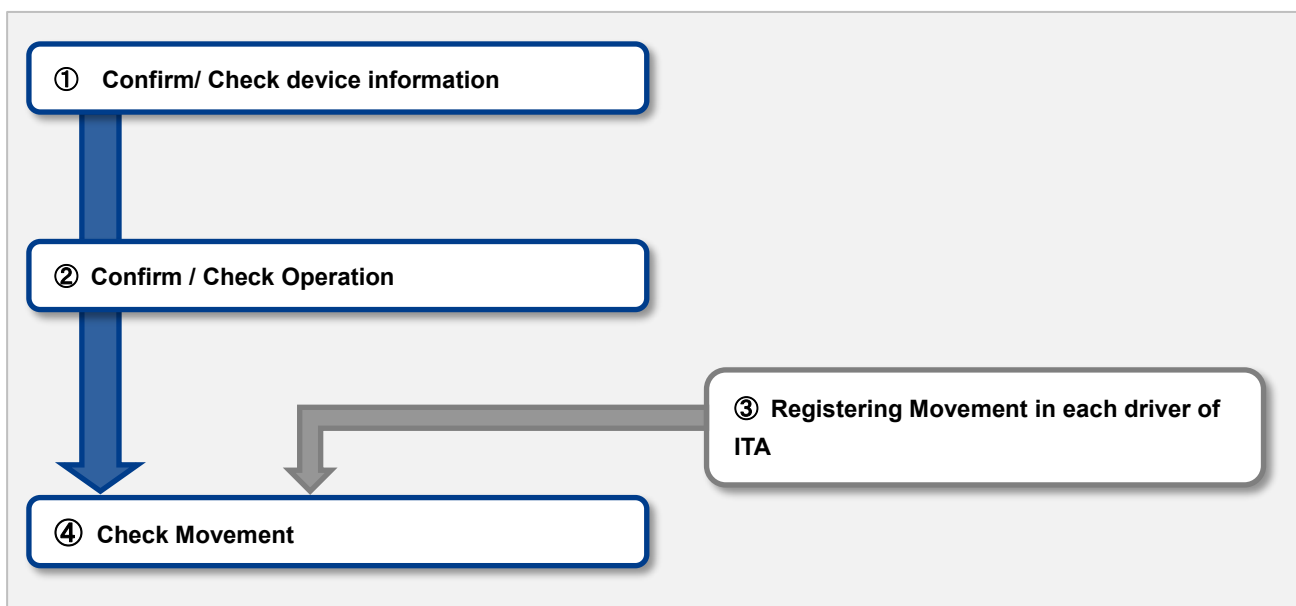 ① Confirm/ Check device information
② Confirm / Check Operation
③ Registering Movement in each driver of
ITA
④ Check Movement